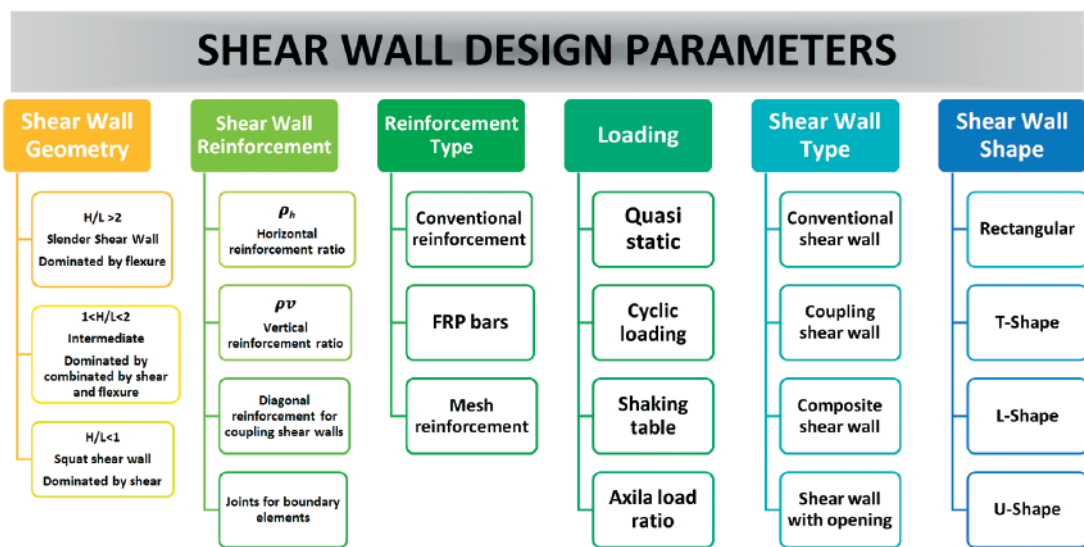 SHEAR WALL DESIGN PARAMETERS
Shear Wall
Geometry
H/L >2
Slender Shear Wall
Dominated by flexure
1<H/L<2
Intermediate
Dominated by
combinated by shear
and flexure
H/L<1
Squat shear wall
Dominated by shear
Shear Wall
Reinforcement
ρₕ
Horizontal
reinforcement ratio
ρv
Vertical
reinforcement ratio
Diagonal
reinforcement for
coupling shear walls
Joints for boundary
elements
Reinforcement
Type
Conventional
reinforcement
FRP bars
Mesh
reinforcement
Loading
Quasi
static
Cyclic
loading
Shaking
table
Axila load
ratio
Shear Wall
Type
Conventional
shear wall
Coupling
shear wall
Composite
shear wall
Shear wall
with opening
Shear Wall
Shape
Rectangular
T-Shape
L-Shape
U-Shape